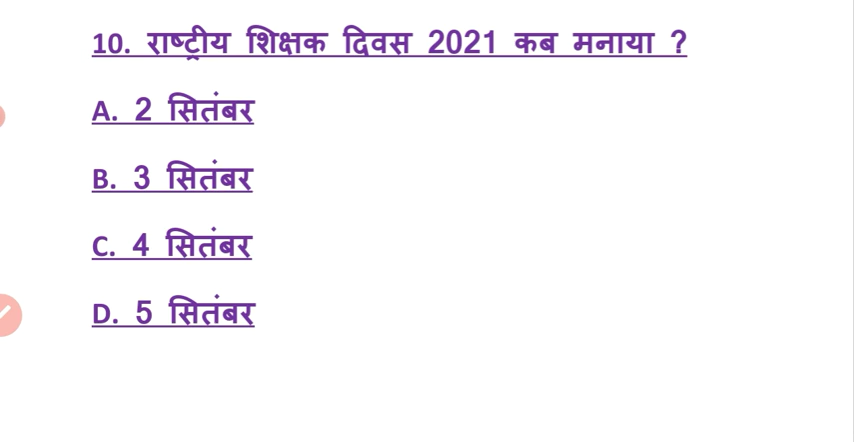 10. राष्ट्रीय शिक्षक दिवस 2021 कब मनाया ?
A. 2 सितंबर
B. 3 सितंबर
C. 4 सितंबर
D. 5 सितंबर